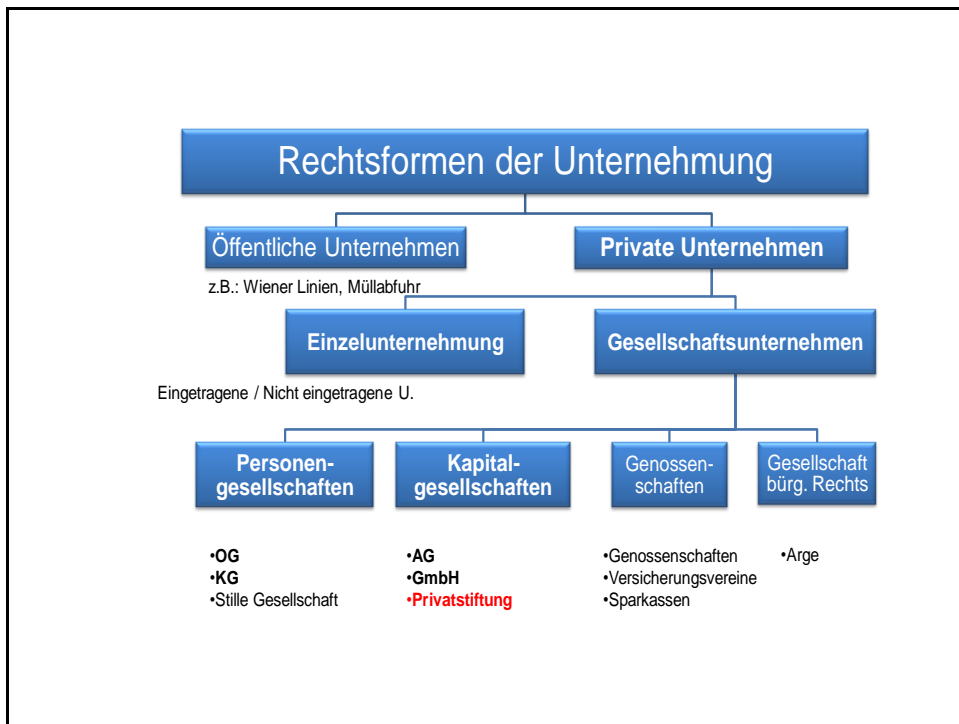 Rechtsformen der Unternehmung
Öffentliche Unternehmen
Private Unternehmen
z.B.: Wiener Linien, Müllabfuhr
Einzelunternehmung
Gesellschaftsunternehmen
Eingetragene / Nicht eingetragene U.
Personen-
gesellschaften
Kapital-
gesellschaften
Genossen-
schaften
Gesellschaft
bürg. Rechts
•OG
•KG
•Stille Gesellschaft
•AG
•GmbH
•Privatstiftung
•Genossenschaften
•Versicherungsvereine
•Sparkassen
•Arge